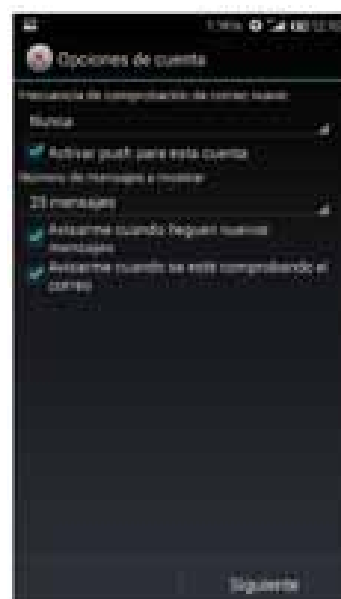 Opciones de cuenta
Frecuencia de comprobación de correo nuevo
Nunca
Activar push para esta cuenta
Número de mensajes a mostrar
25 mensajes
Avisarme cuando lleguen nuevos
mensajes
Avisarme cuando se esté comprobando el
correo
Siguiente